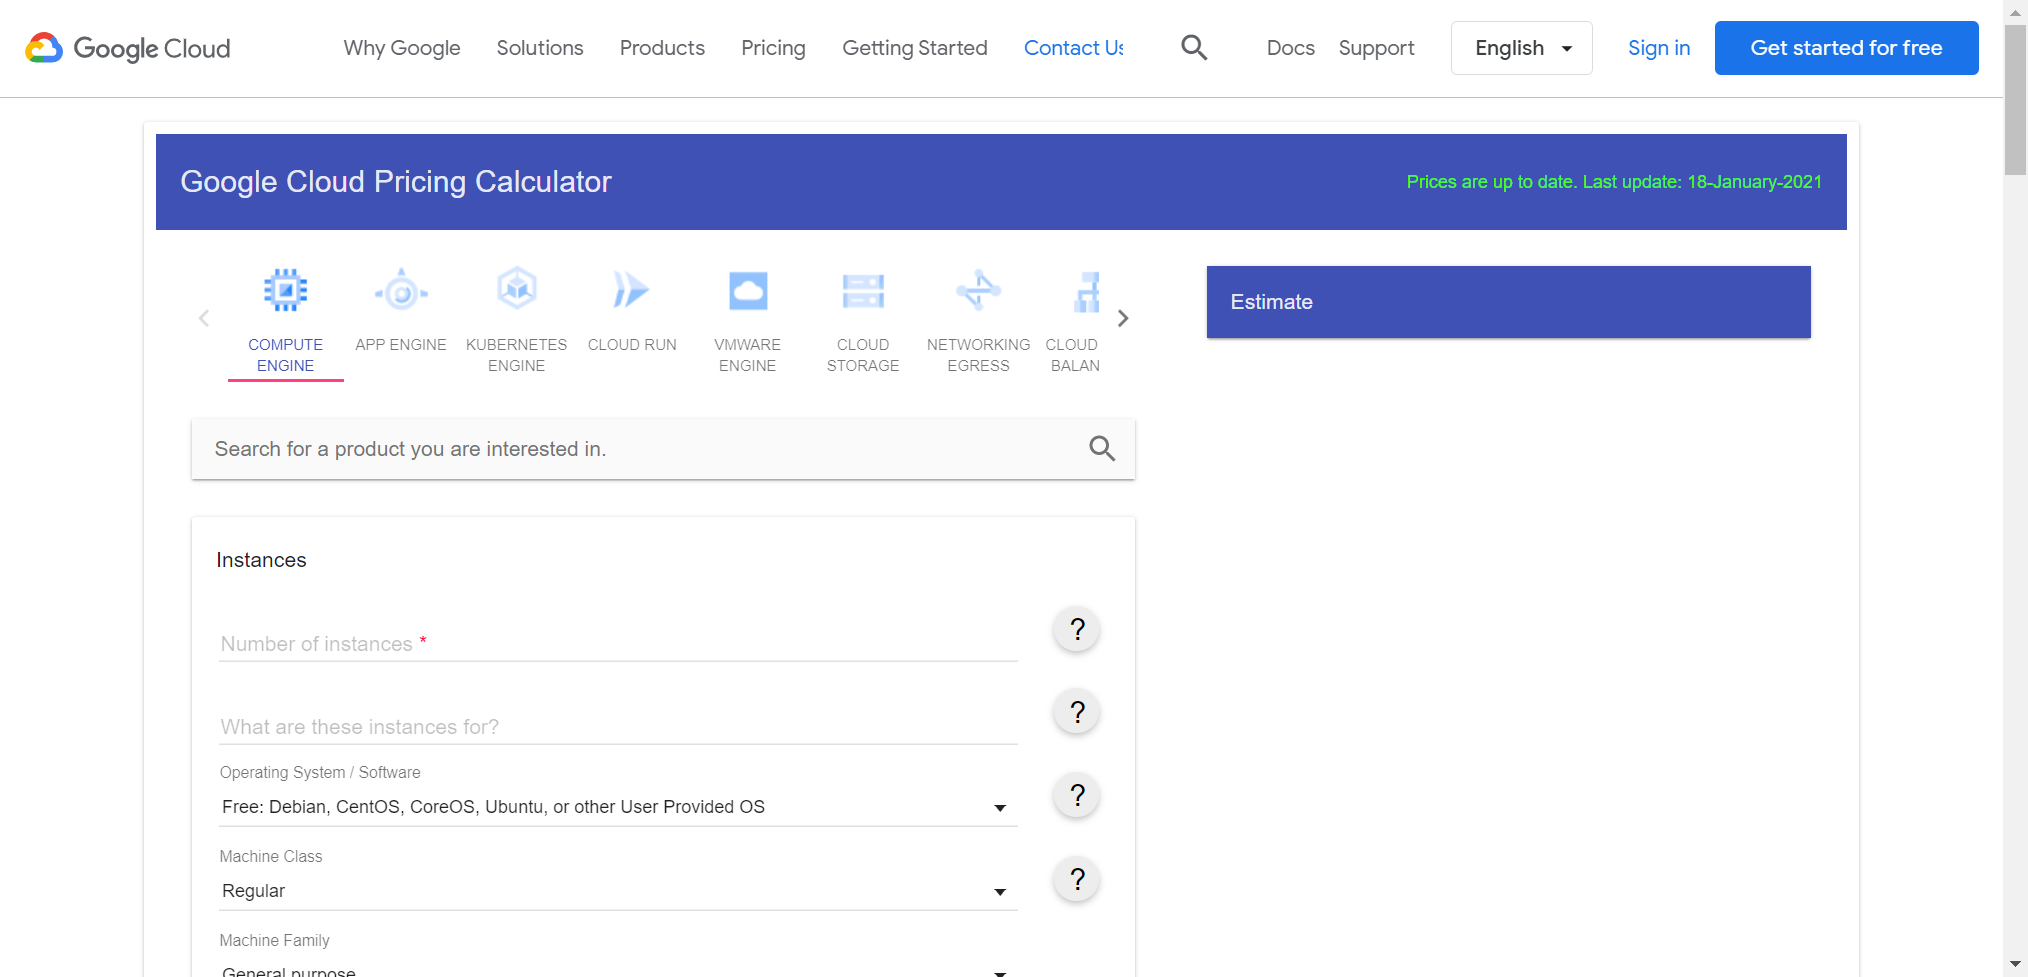 Google Cloud
Why Google
Solutions
Products
Pricing
Getting Started
Contact Us
Docs
Support
English
Sign in
Get started for free
Google Cloud Pricing Calculator
Prices are up to date. Last update: 18-January-2021
COMPUTE
ENGINE
APP ENGINE
KUBERNETES
ENGINE
CLOUD RUN
VMWARE
ENGINE
CLOUD
STORAGE
NETWORKING
EGRESS
CLOUD
BALAN
Estimate
Search for a product you are interested in.
Instances
Number of instances *
?
What are these instances for?
?
Operating System / Software
Free: Debian, CentOS, CoreOS, Ubuntu, or other User Provided OS
?
Machine Class
Regular
?
Machine Family
General purpose